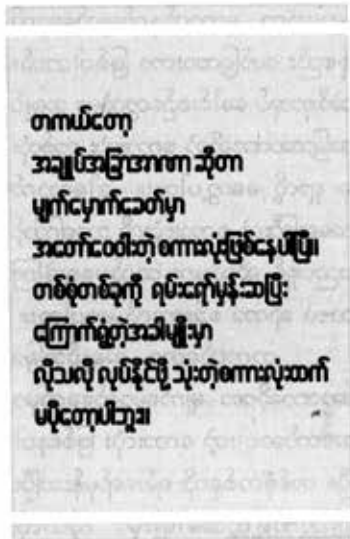 တကယ်တော့
အချုပ်အခြာအာဏာ ဆိုတာ
မျက်မှောက်ခေတ်မှာ
အတော်ဝေဝါးတဲ့ စကားလုံးဖြစ်နေပါပြီ။
တစ်စုံတစ်ခုကို ရမ်းရော်မှန်းဆပြီး
ကြောက်ရွံ့တဲ့အခါမျိုးမှာ
လိုသလို လုပ်နိုင်ဖို့ သုံးတဲ့စကားလုံးထက်
မပိုတော့ပါဘူး။